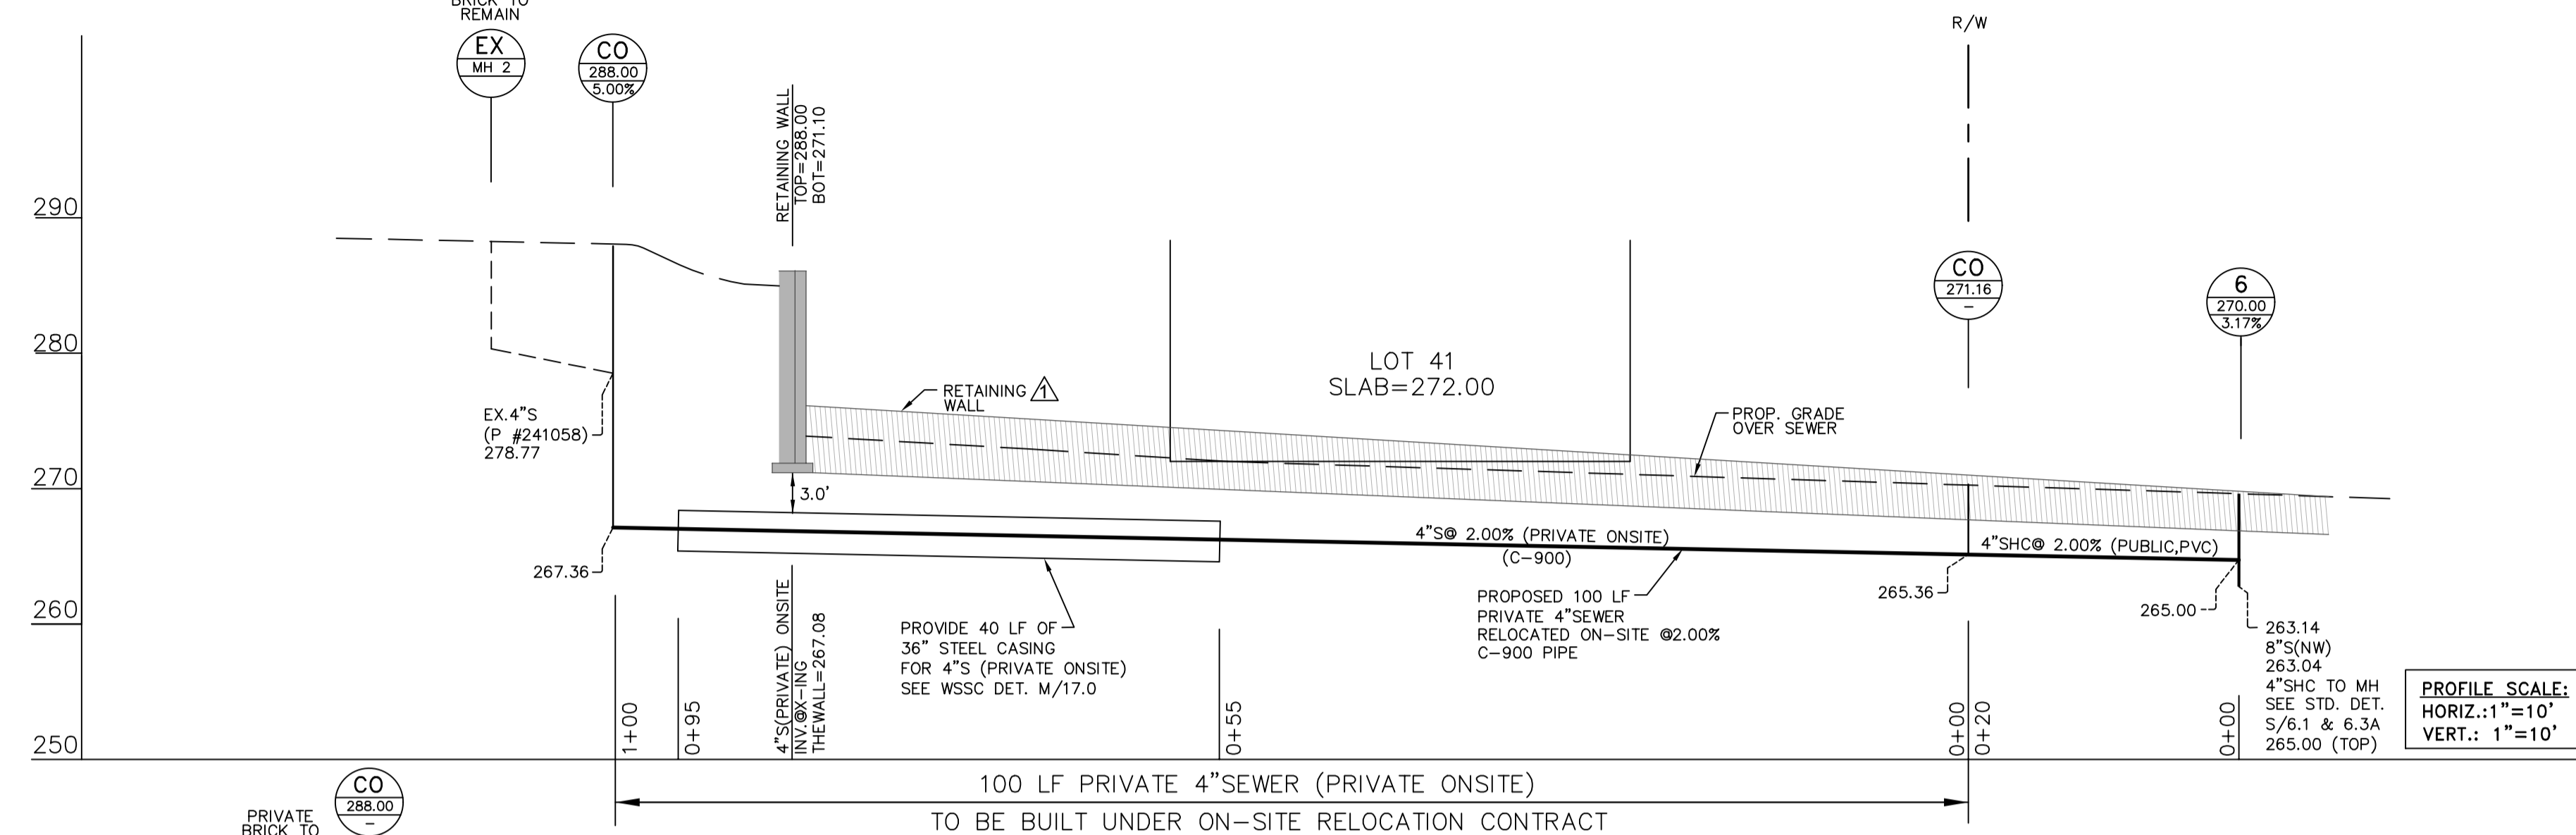 BRICK TO
REMAIN
EX
MH 2
CO
288.00
5.00%
RETAINING WALL
TOP=288.00
BOT=271.10
R/W
CO
271.16
-
6
270.00
3.17%
290
280
270
260
250
LOT 41
SLAB=272.00
RETAINING 1
WALL
PROP. GRADE
OVER SEWER
EX.4"S
(P #241058)
278.77
3.0'
4"S@ 2.00% (PRIVATE ONSITE)
(C-900)
4"SHC@ 2.00% (PUBLIC,PVC)
267.36
265.36
265.00
PROVIDE 40 LF OF
36" STEEL CASING
FOR 4"S (PRIVATE ONSITE)
SEE WSSC DET. M/17.0
PROPOSED 100 LF
PRIVATE 4"SEWER
RELOCATED ON-SITE @2.00%
C-900 PIPE
263.14
8"S(NW)
263.04
4"SHC TO MH
SEE STD. DET.
S/6.1 & 6.3A
265.00 (TOP)
PROFILE SCALE:
HORIZ.:1"=10'
VERT.: 1"=10'
1+00
0+95
4"S(PRIVATE) ONSITE
INV.@X-ING
THEWALL=267.08
0+55
0+00
0+20
0+00
100 LF PRIVATE 4"SEWER (PRIVATE ONSITE)
TO BE BUILT UNDER ON-SITE RELOCATION CONTRACT
CO
288.00
-
PRIVATE
BRICK TO